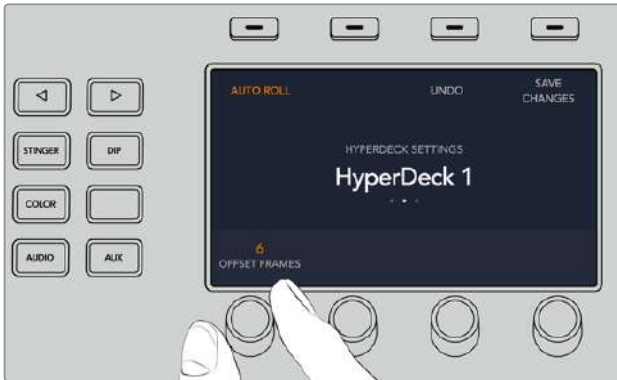 AUTO ROLL
UNDO
SAVE
CHANGES
STINGER
DIP
HYPERDECK SETTINGS
HyperDeck 1
COLOR
AUDIO
AUX
6
OFFSET FRAMES